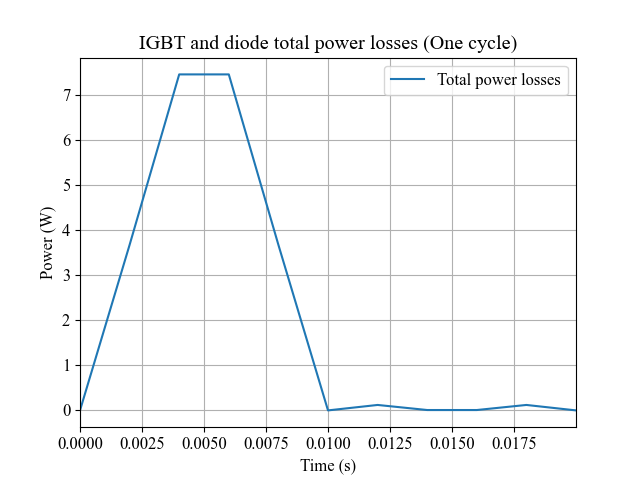 IGBT and diode total power losses (One cycle)
Total power losses
Power (W)
7
6
5
4
3
2
1
0
0.0000 0.0025 0.0050 0.0075 0.0100 0.0125 0.0150 0.0175
Time (s)